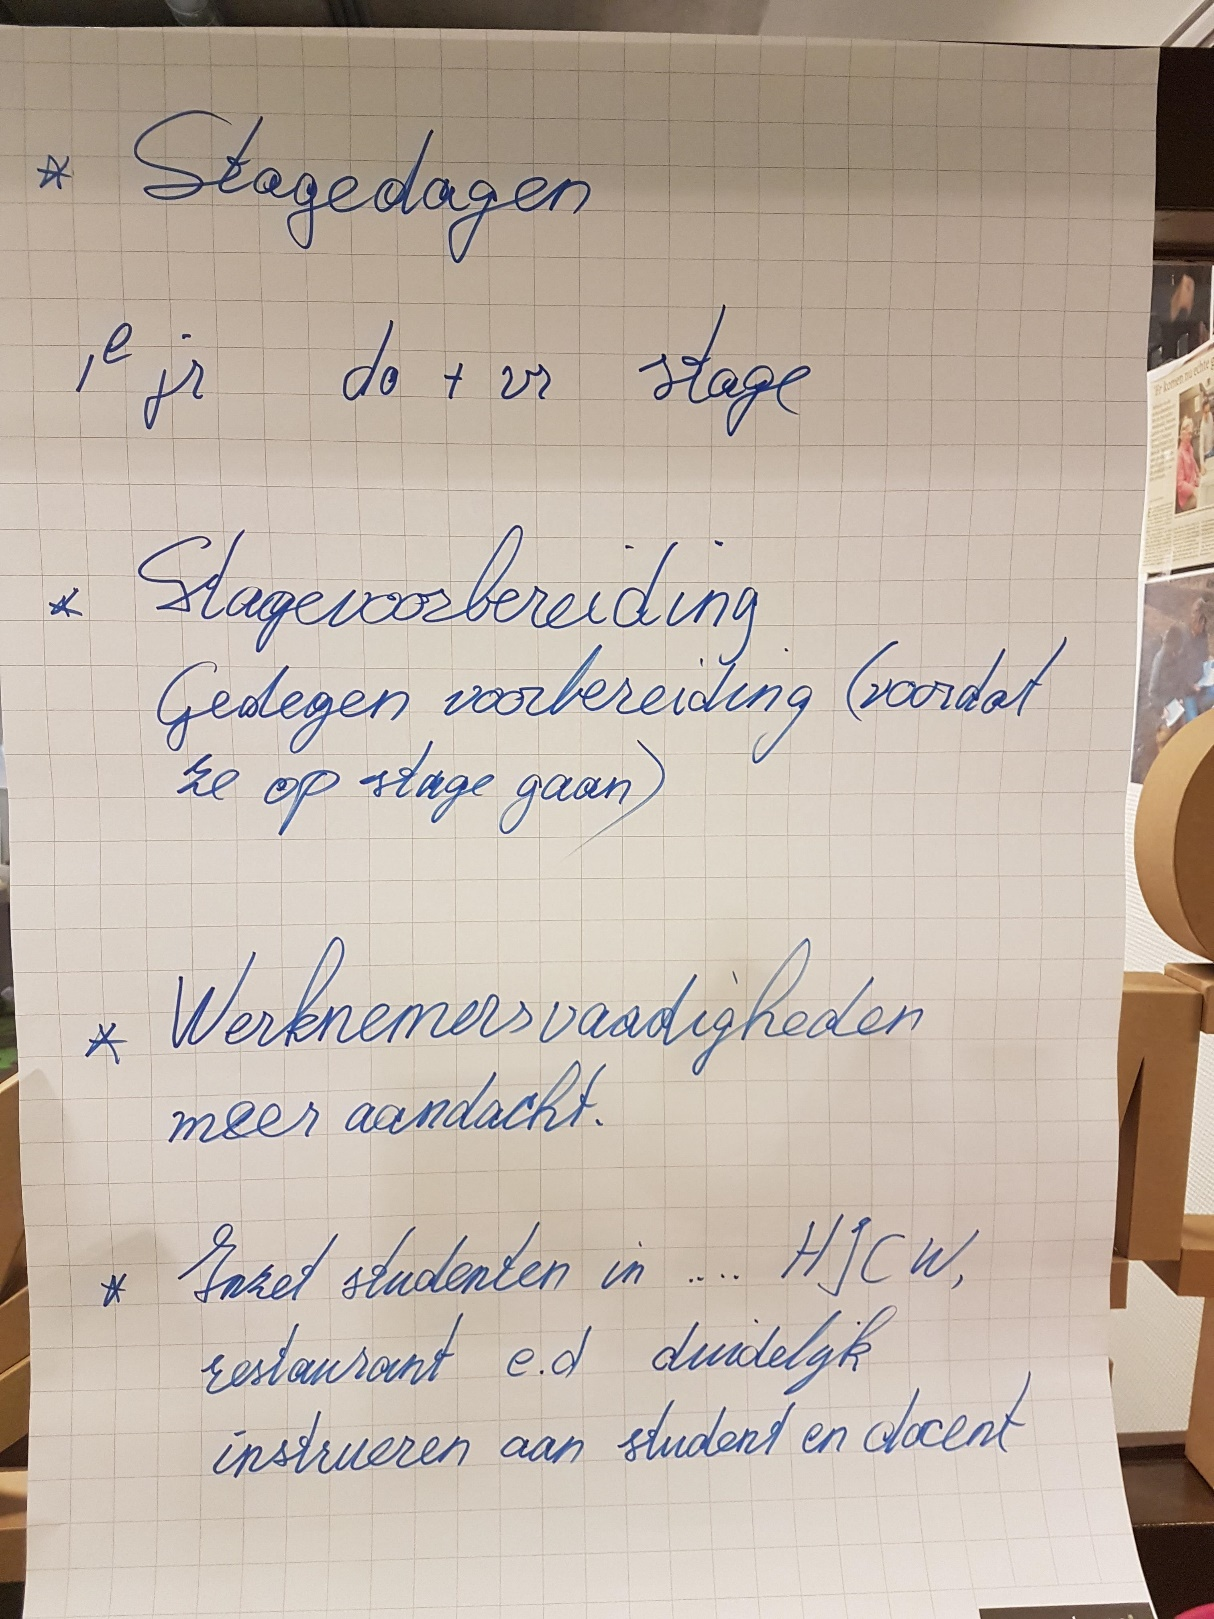 * Stagedagen
1e jr do + vr stage
* Stagevoorbereiding
Gedegen voorbereiding (voordat
ze op stage gaan)
* Werknemersvaardigheden
meer aandacht.
* Inzet studenten in .... HJCW,
restaurant e.d duidelijk
instrueren aan student en docent